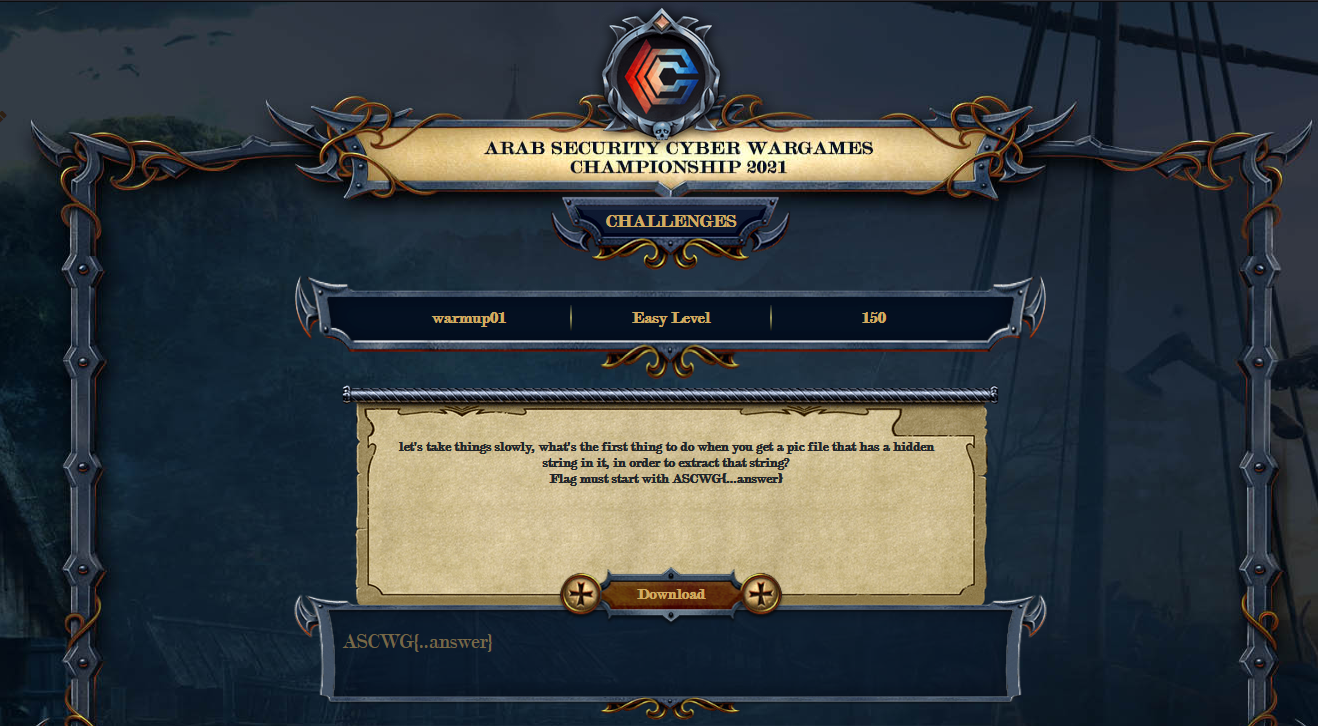 ARAB SECURITY CYBER WARGAMES
CHAMPIONSHIP 2021
CHALLENGES
warmup01
Easy Level
150
let's take things slowly, what's the first thing to do when you get a pic file that has a hidden
string in it, in order to extract that string?
Flag must start with ASCWG{...answer}
Download
ASCWG{..answer}